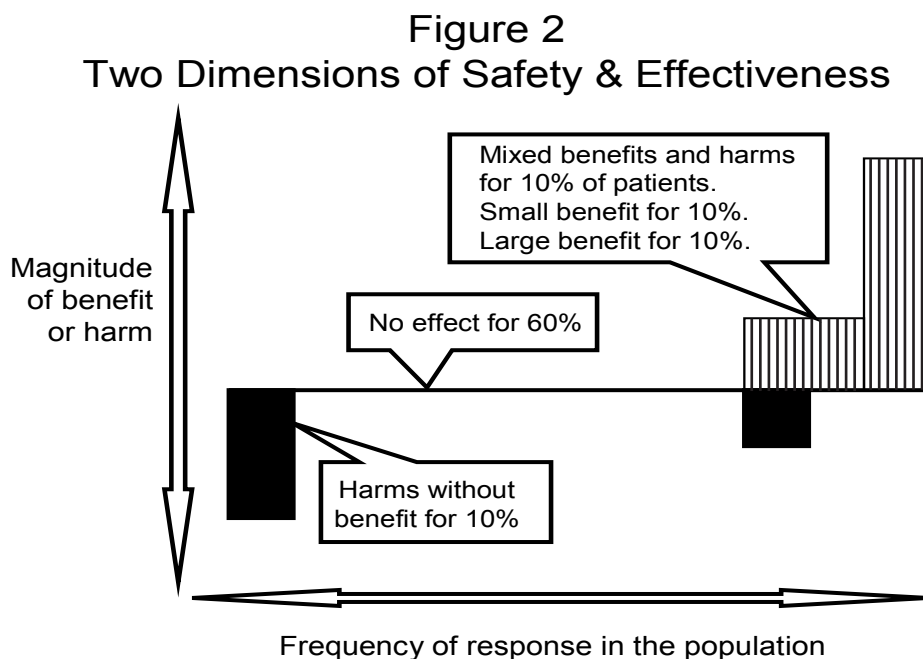 Figure 2
Two Dimensions of Safety & Effectiveness
Mixed benefits and harms
for 10% of patients.
Small benefit for 10%.
Large benefit for 10%.
Magnitude
of benefit
or harm
No effect for 60%
Harms without
benefit for 10%
Frequency of response in the population